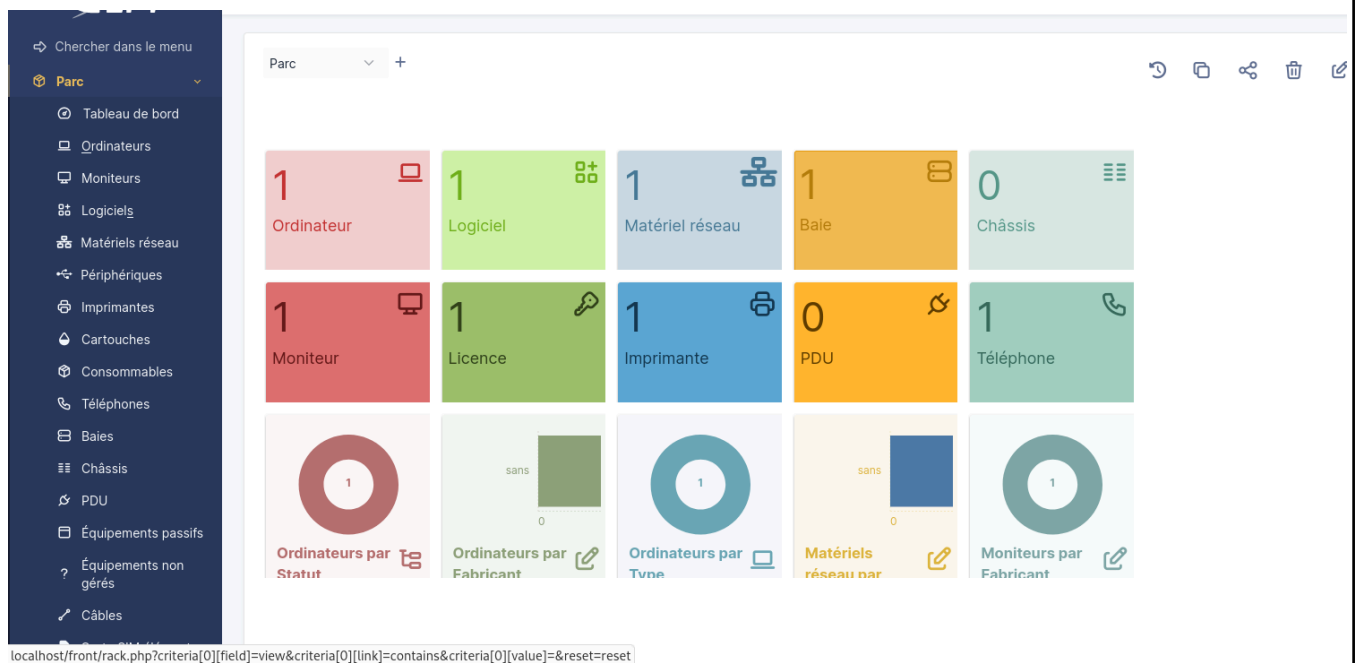 Chercher dans le menu
Parc
Tableau de bord
Ordinateurs
Moniteurs
Logiciels
Matériels réseau
Périphériques
Imprimantes
Cartouches
Consommables
Téléphones
Baies
Châssis
PDU
Équipements passifs
Équipements non
gérés
Câbles
Parc
1
Ordinateur
1
Logiciel
1
Matériel réseau
1
Baie
0
Châssis
1
Moniteur
1
Licence
1
Imprimante
0
PDU
1
Téléphone
1
Ordinateurs par
Statut
sans
0
Ordinateurs par
Fabricant
1
Ordinateurs par
Type
sans
0
Matériels
réseau par
1
Moniteurs par
Fabricant
localhost/front/rack.php?criteria[0][field]=view&criteria[0][link]=contains&criteria[0][value]=&reset=reset